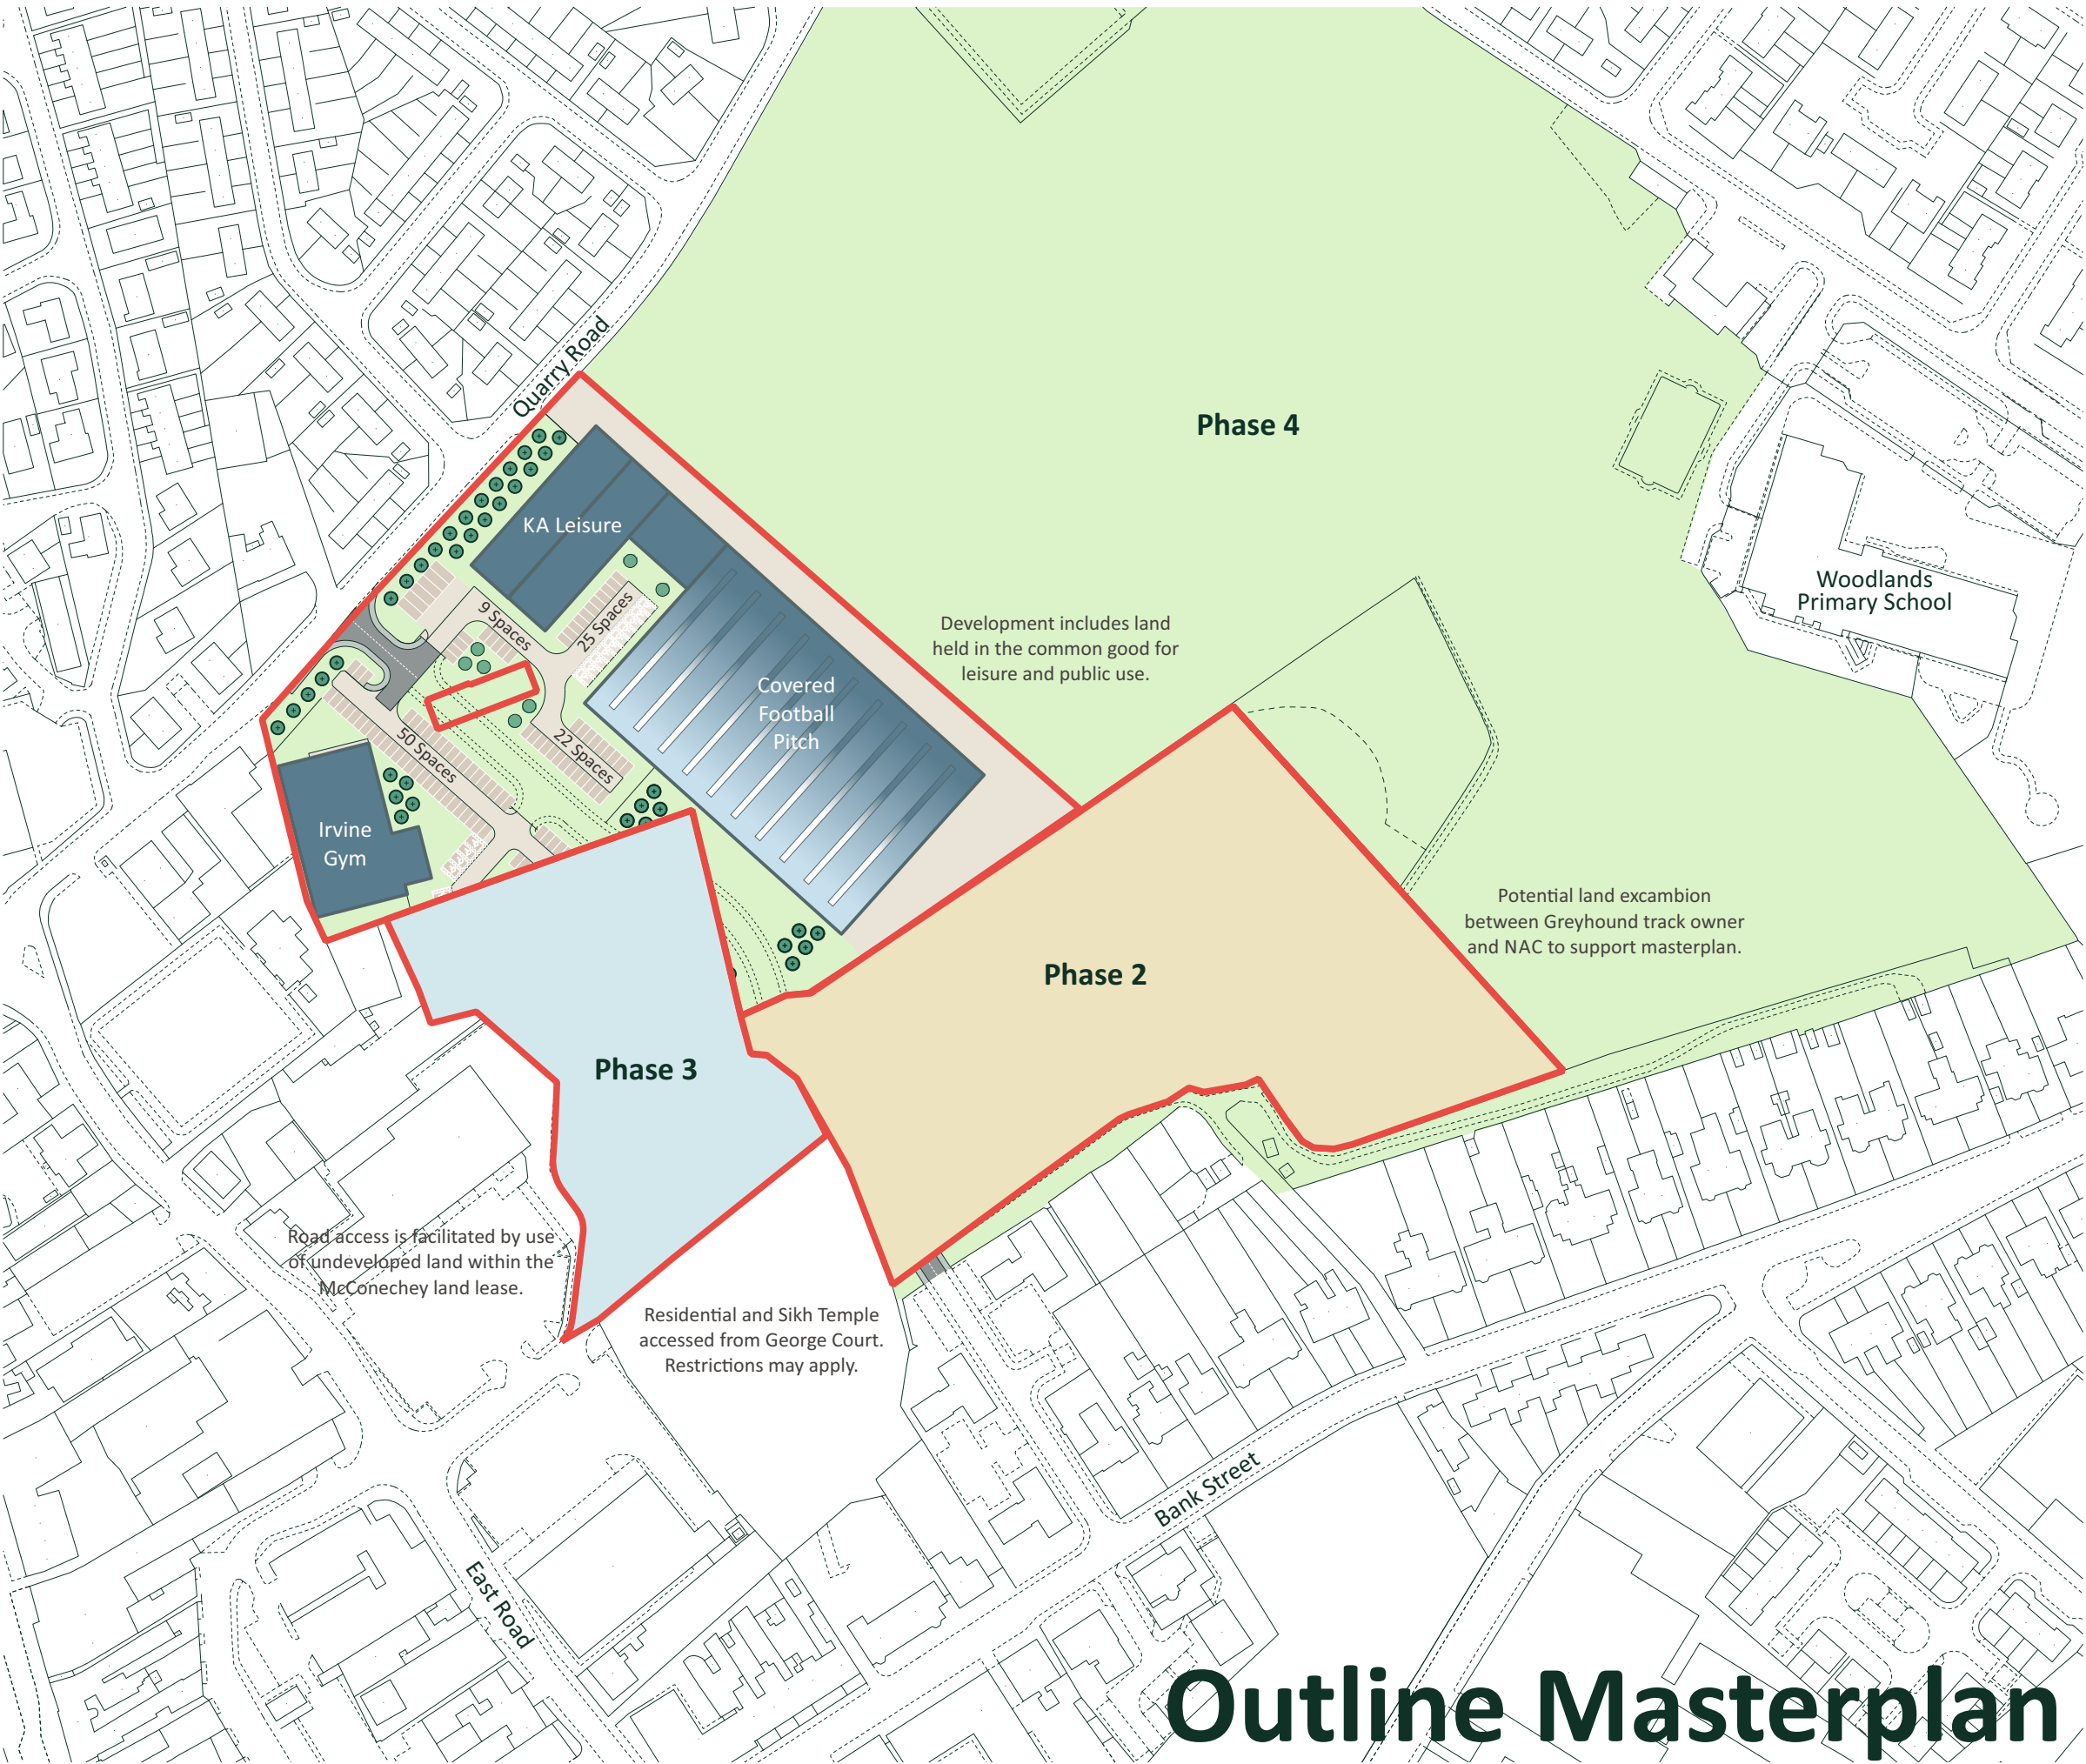 Quarry Road
Phase 4
KA Leisure
Woodlands
Primary School
9 Spaces
25 Spaces
Development includes land
held in the common good for
leisure and public use.
Covered
Football
Pitch
50 Spaces
22 Spaces
Irvine
Gym
Potential land excambion
between Greyhound track owner
and NAC to support masterplan.
Phase 2
Phase 3
Road access is facilitated by use
of undeveloped land within the
McConechey land lease.
Residential and Sikh Temple
accessed from George Court.
Restrictions may apply.
Bank Street
East Road
Outline Masterplan